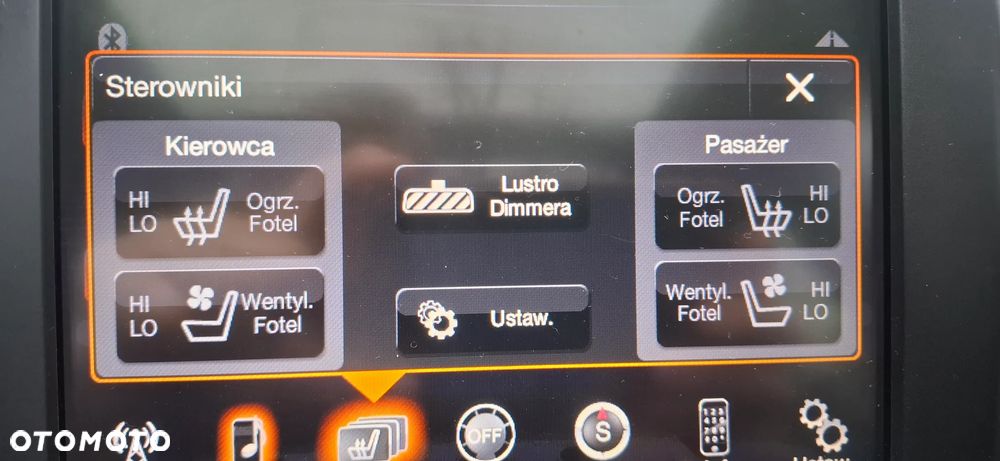 Sterowniki
Kierowca
HI
LO
Ogrz.
Fotel
HI
LO
Wentyl.
Fotel
Lustro
Dimmera
Ustaw.
Pasażer
Ogrz.
Fotel
HI
LO
Wentyl.
Fotel
HI
LO
OFF
S
OTOMOTO